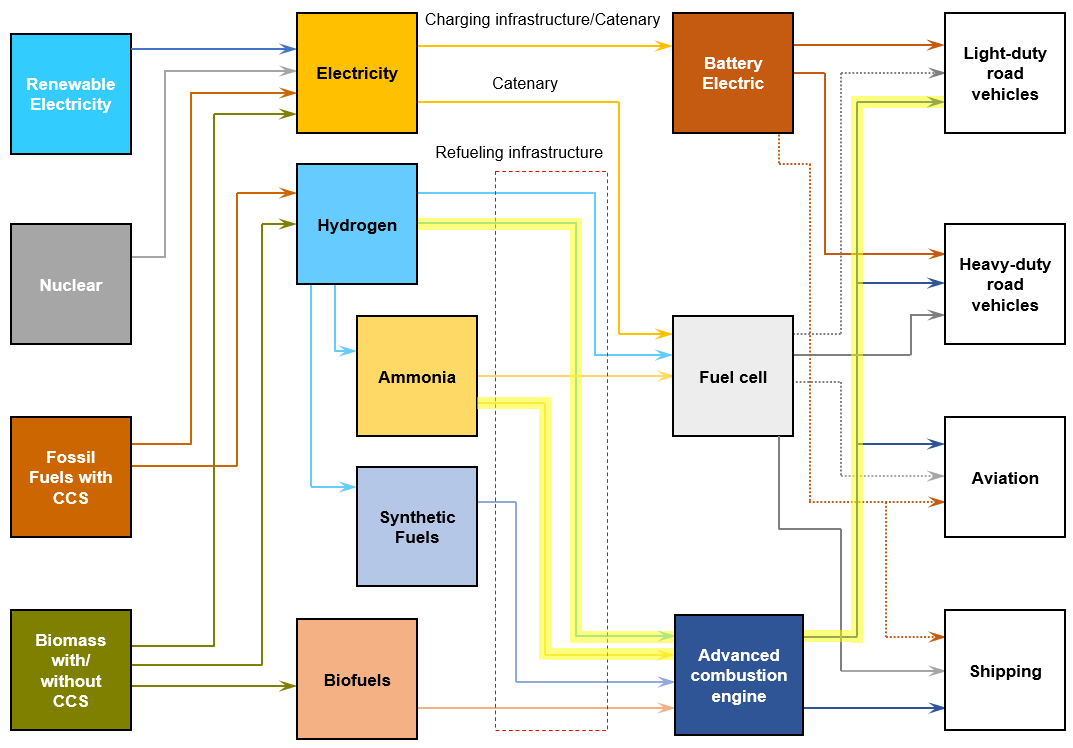 Charging infrastructure/Catenary
Renewable
Electricity
Electricity
Battery
Electric
Light-duty
road
vehicles
Catenary
Refueling infrastructure
Nuclear
Hydrogen
Heavy-duty
road
vehicles
Ammonia
Fuel cell
Fossil
Fuels with
CCS
Synthetic
Fuels
Aviation
Biomass
with/
without
CCS
Biofuels
Advanced
combustion
engine
Shipping